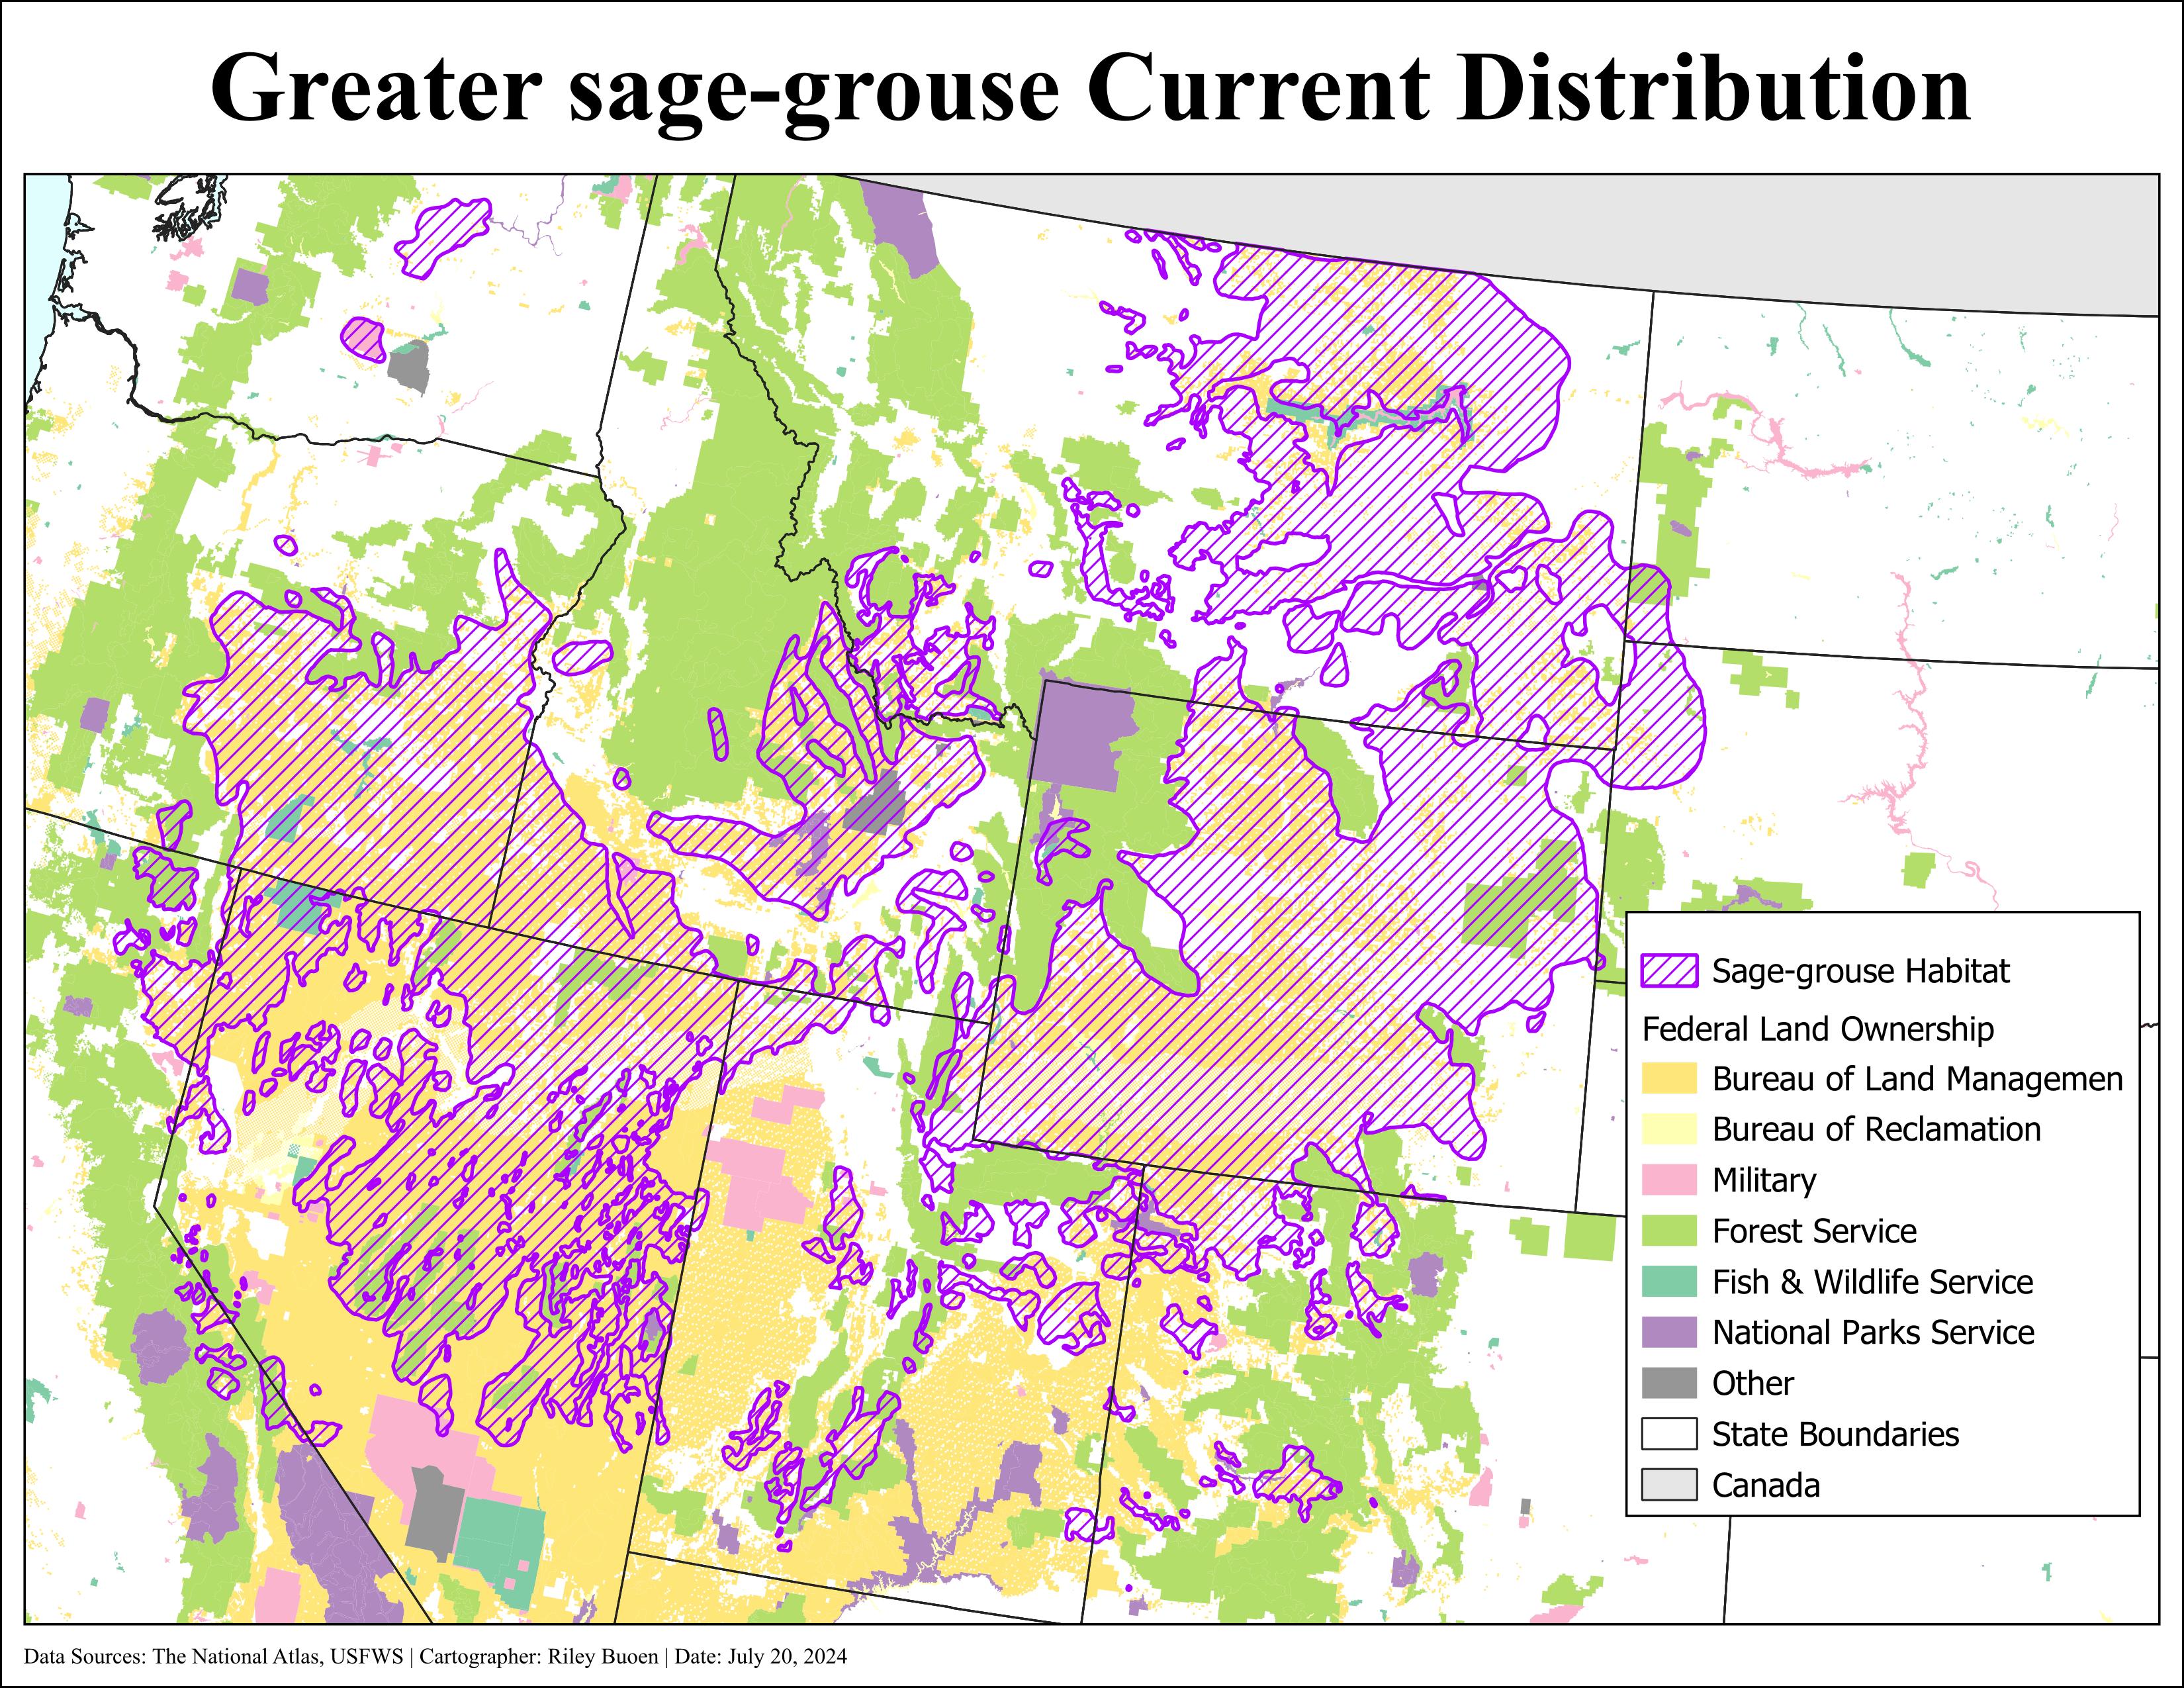 Greater sage-grouse Current Distribution
Sage-grouse Habitat
Federal Land Ownership
Bureau of Land Managemen
Bureau of Reclamation
Military
Forest Service
Fish & Wildlife Service
National Parks Service
Other
State Boundaries
Canada
Data Sources: The National Atlas, USFWS | Cartographer: Riley Buoen | Date: July 20, 2024